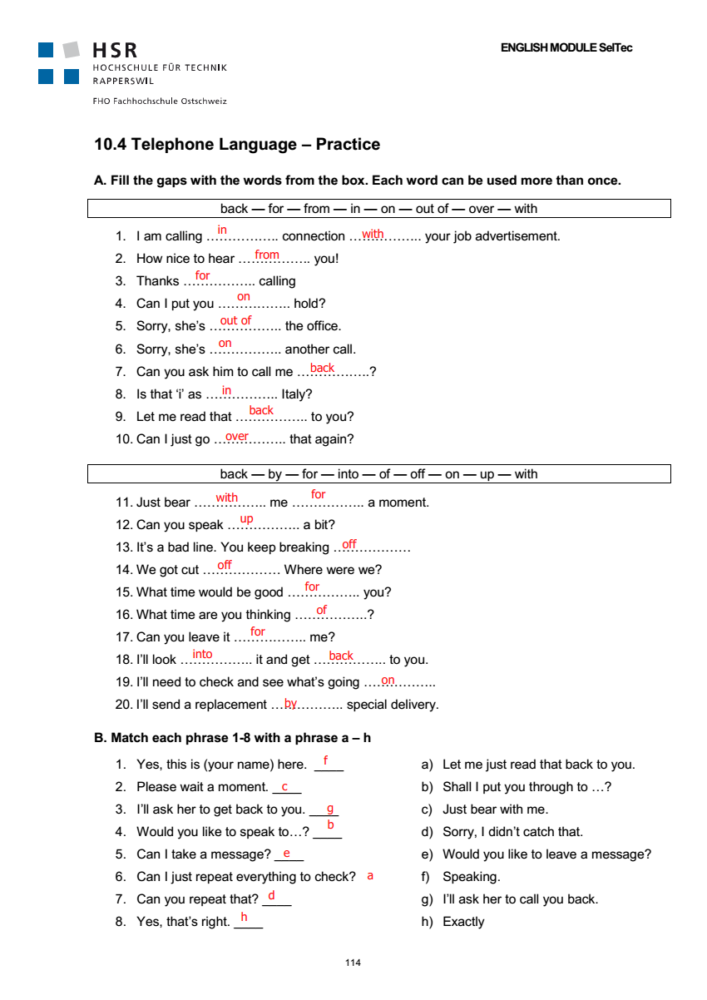 HSR
HOCHSCHULE FÜR TECHNIK
RAPPERSWIL
FHO Fachhochschule Ostschweiz
ENGLISH MODULE SelTec
10.4 Telephone Language – Practice
A. Fill the gaps with the words from the box. Each word can be used more than once.
back — for — from — in — on — out of — over — with
1. I am calling in connection with your job advertisement.
2. How nice to hear from you!
3. Thanks for calling
4. Can I put you on hold?
5. Sorry, she's out of the office.
6. Sorry, she's on another call.
7. Can you ask him to call me back?
8. Is that 'i' as in Italy?
9. Let me read that back to you?
10. Can I just go over that again?
back — by — for — into — of — off — on — up — with
11. Just bear with me for a moment.
12. Can you speak up a bit?
13. It's a bad line. You keep breaking off
14. We got cut off Where were we?
15. What time would be good for you?
16. What time are you thinking of?
17. Can you leave it for me?
18. I'll look into it and get back to you.
19. I'll need to check and see what's going on
20. I'll send a replacement by special delivery.
B. Match each phrase 1-8 with a phrase a – h
1. Yes, this is (your name) here. f a) Let me just read that back to you.
2. Please wait a moment. c b) Shall I put you through to …?
3. I'll ask her to get back to you. g c) Just bear with me.
4. Would you like to speak to…? b d) Sorry, I didn't catch that.
5. Can I take a message? e e) Would you like to leave a message?
6. Can I just repeat everything to check? a f) Speaking.
7. Can you repeat that? d g) I'll ask her to call you back.
8. Yes, that's right. h h) Exactly
114